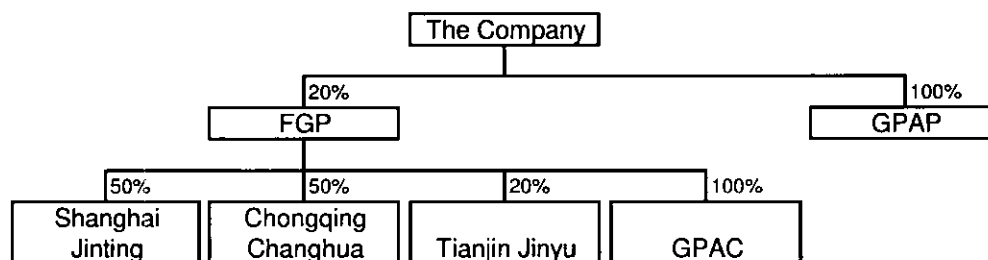 The Company
20%
100%
FGP
GPAP
50%
50%
20%
100%
Shanghai
Jinting
Chongqing
Changhua
Tianjin Jinyu
GPAC